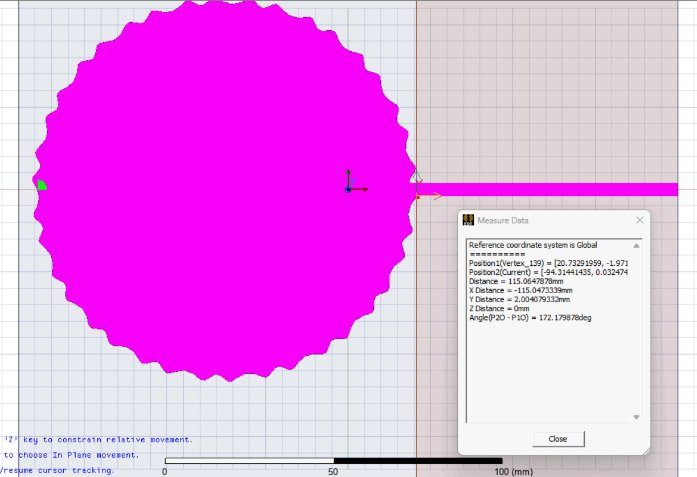 Measure Data
Reference coordinate system is Global
==========
Position1(Vertex_139) = [20.73291959, -1.971
Position2(Current) = [-94.31441435, 0.032474
Distance = 115.0647878mm
X Distance = -115.0473339mm
Y Distance = 2.004079332mm
Z Distance = 0mm
Angle(P2O - P1O) = 172.179878deg
Close
'Z' key to constrain relative movement.
to choose In Plane movement.
/resume cursor tracking.
0 50 100 (mm)